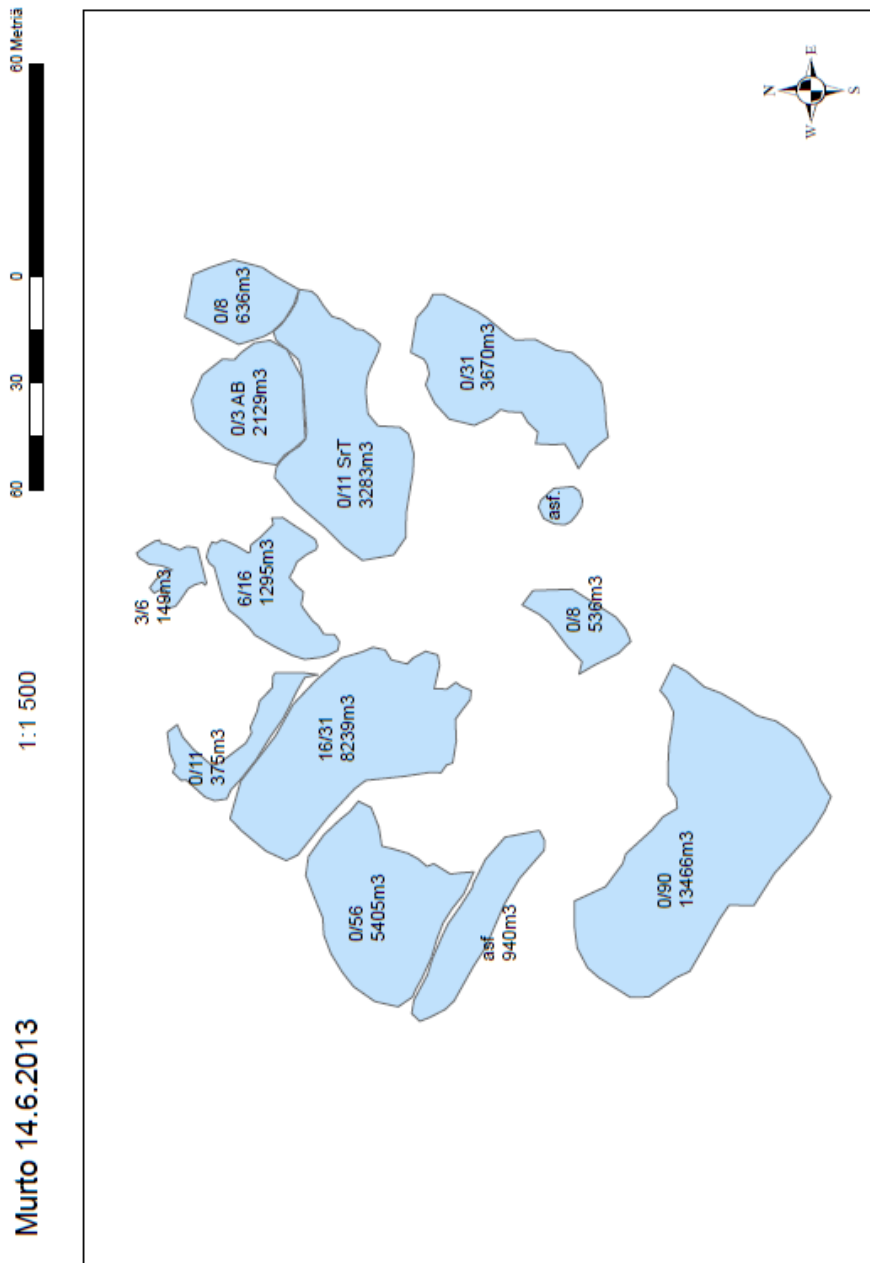 Murto 14.6.2013
1:1 500
60 30 0 60 Metriä
3/6
149m3
0/11
375m3
0/8
636m3
0/3 AB
2129m3
6/16
1295m3
16/31
8239m3
0/11 SrT
3283m3
0/56
5405m3
0/31
3670m3
asf
940m3
asf.
0/8
536m3
0/90
13466m3
N
W
E
S